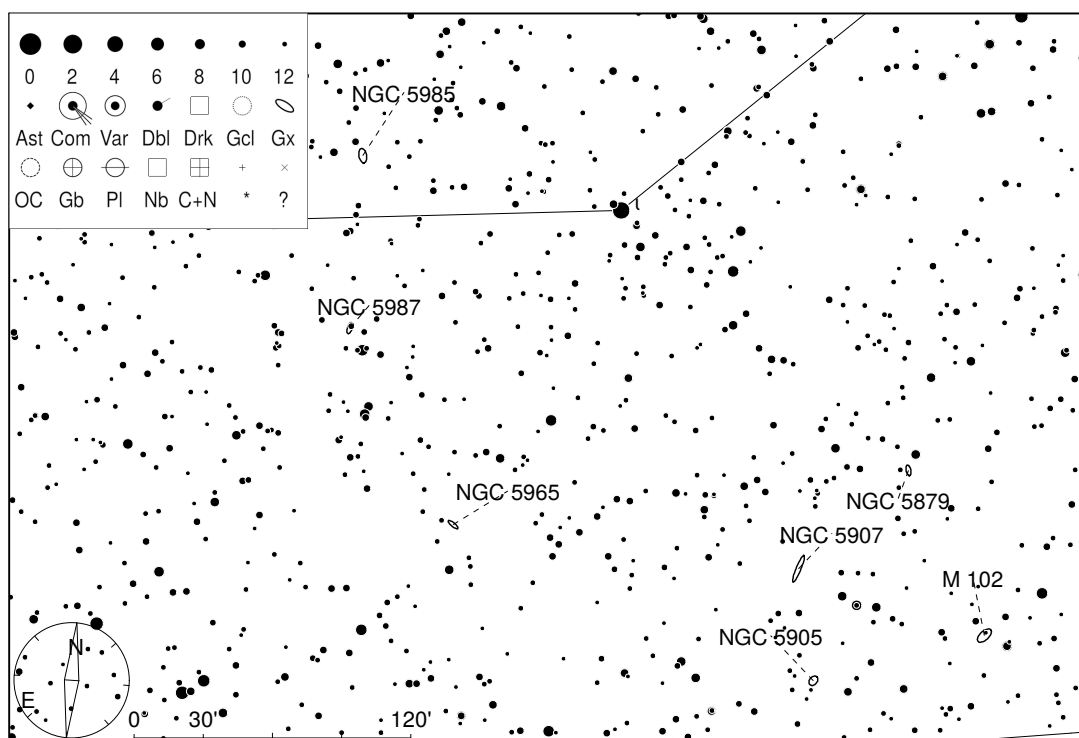 0 2 4 6 8 10 12
Ast Com Var Dbl Drk Gcl Gx
OC Gb Pl Nb C+N * ?
NGC 5985
ι
NGC 5987
NGC 5965
NGC 5879
NGC 5907
M 102
NGC 5905
N
E
0° 30' 120'